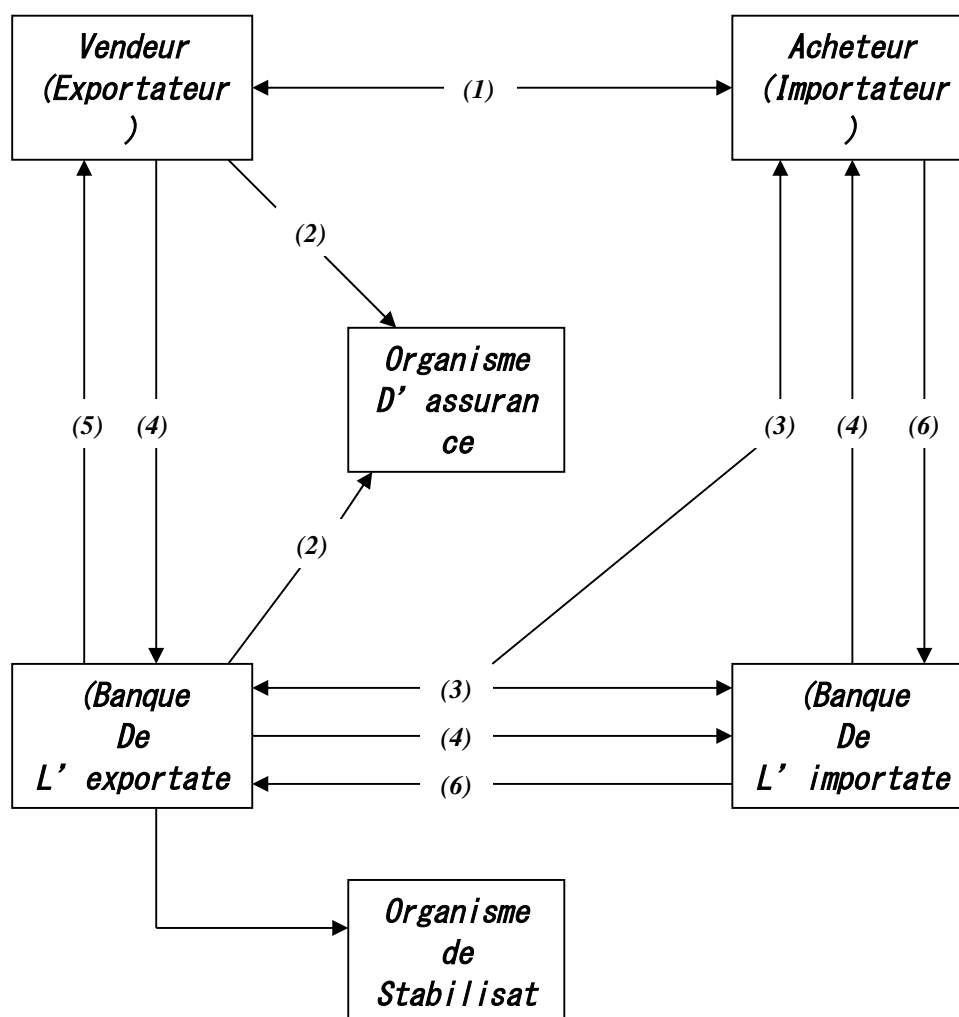 Vendeur
(Exportateur
)
Acheteur
(Importateur
)
(1)
(2)
Organisme
D’assuran
ce
(5)
(4)
(3)
(4)
(6)
(2)
(Banque
De
L’exportate
(3)
(4)
(6)
(Banque
De
L’importate
Organisme
de
Stabilisat